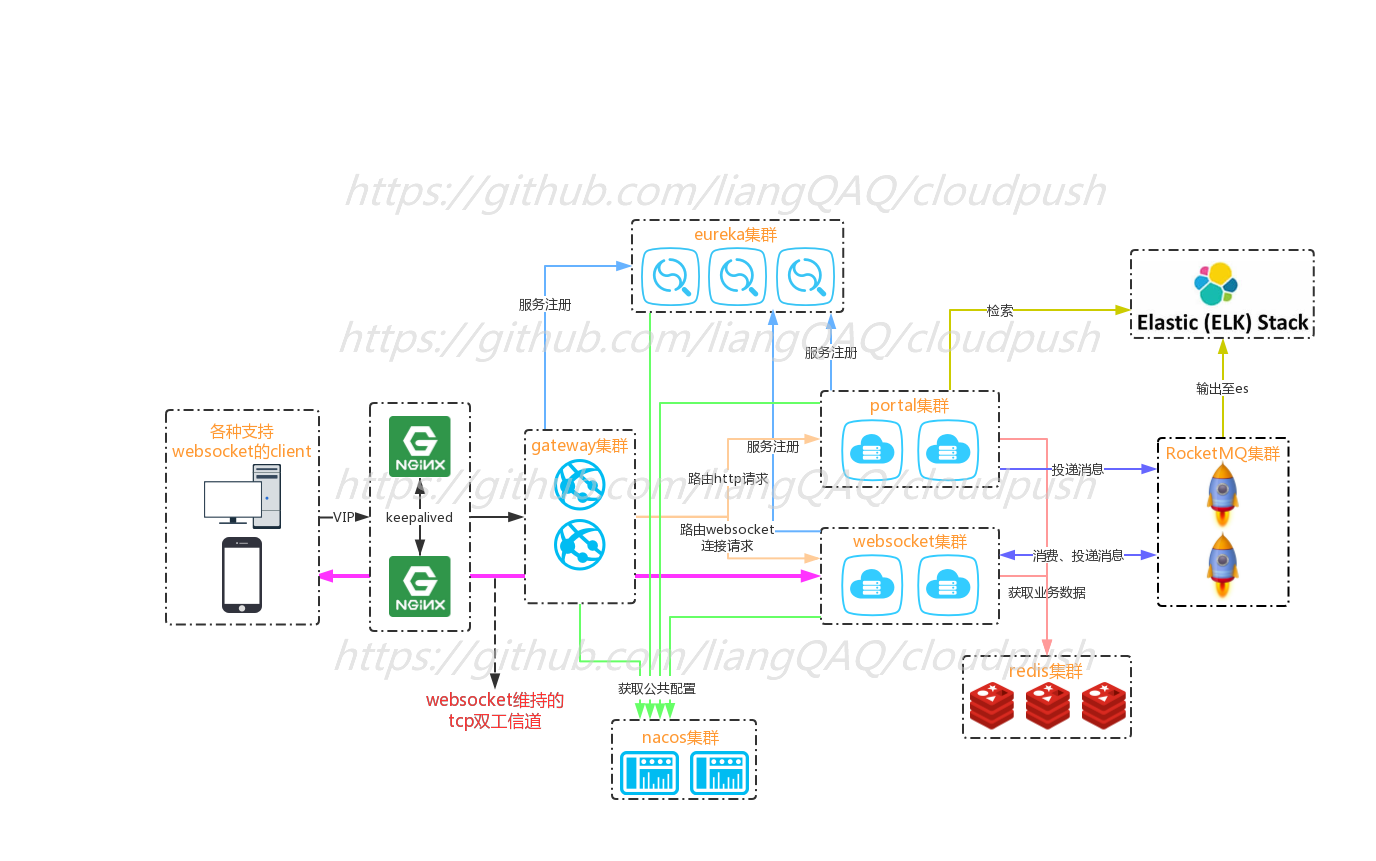 https://github.com/liangQAQ/cloudpush
eureka集群
服务注册
检索
Elastic (ELK) Stack
https://github.com/liangQAQ/cloudpush
服务注册
输出至es
各种支持
websocket的client
VIP
NGINX
keepalived
NGINX
gateway集群
portal集群
服务注册
路由http请求
投递消息
RocketMQ集群
https://github.com/liangQAQ/cloudpush
路由websocket
连接请求
websocket集群
消费、投递消息
获取业务数据
https://github.com/liangQAQ/cloudpush
redis集群
websocket维持的
tcp双工信道
获取公共配置
nacos集群